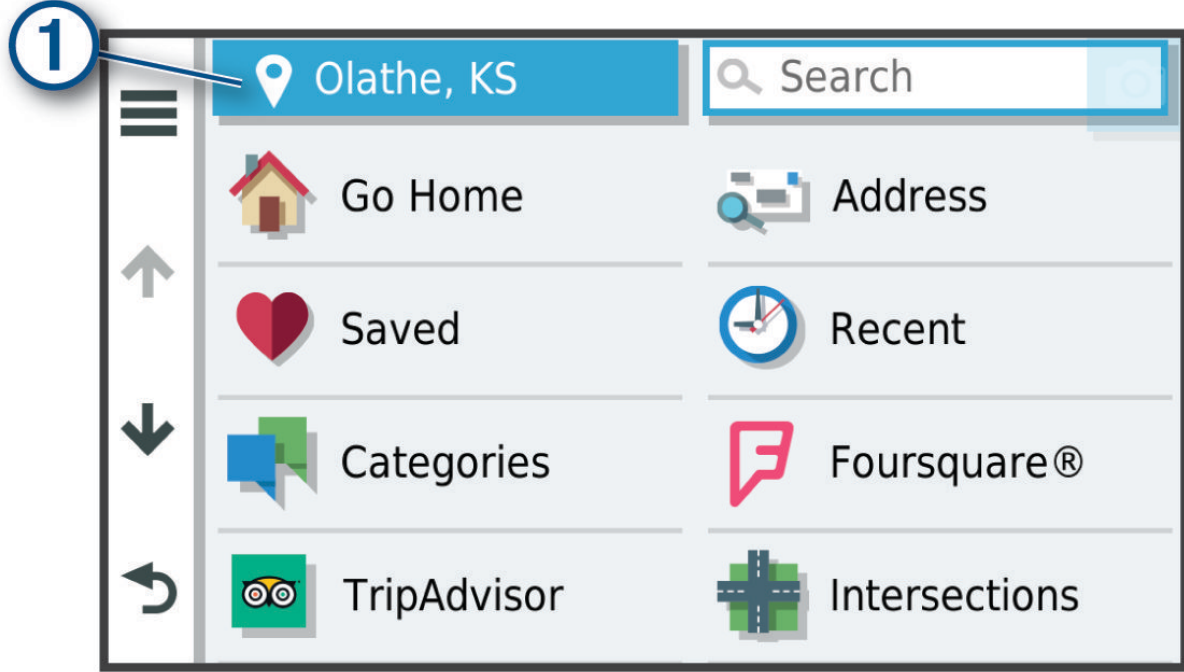 1
Olathe, KS
Search
Go Home
Address
Saved
Recent
Categories
Foursquare®
TripAdvisor
Intersections